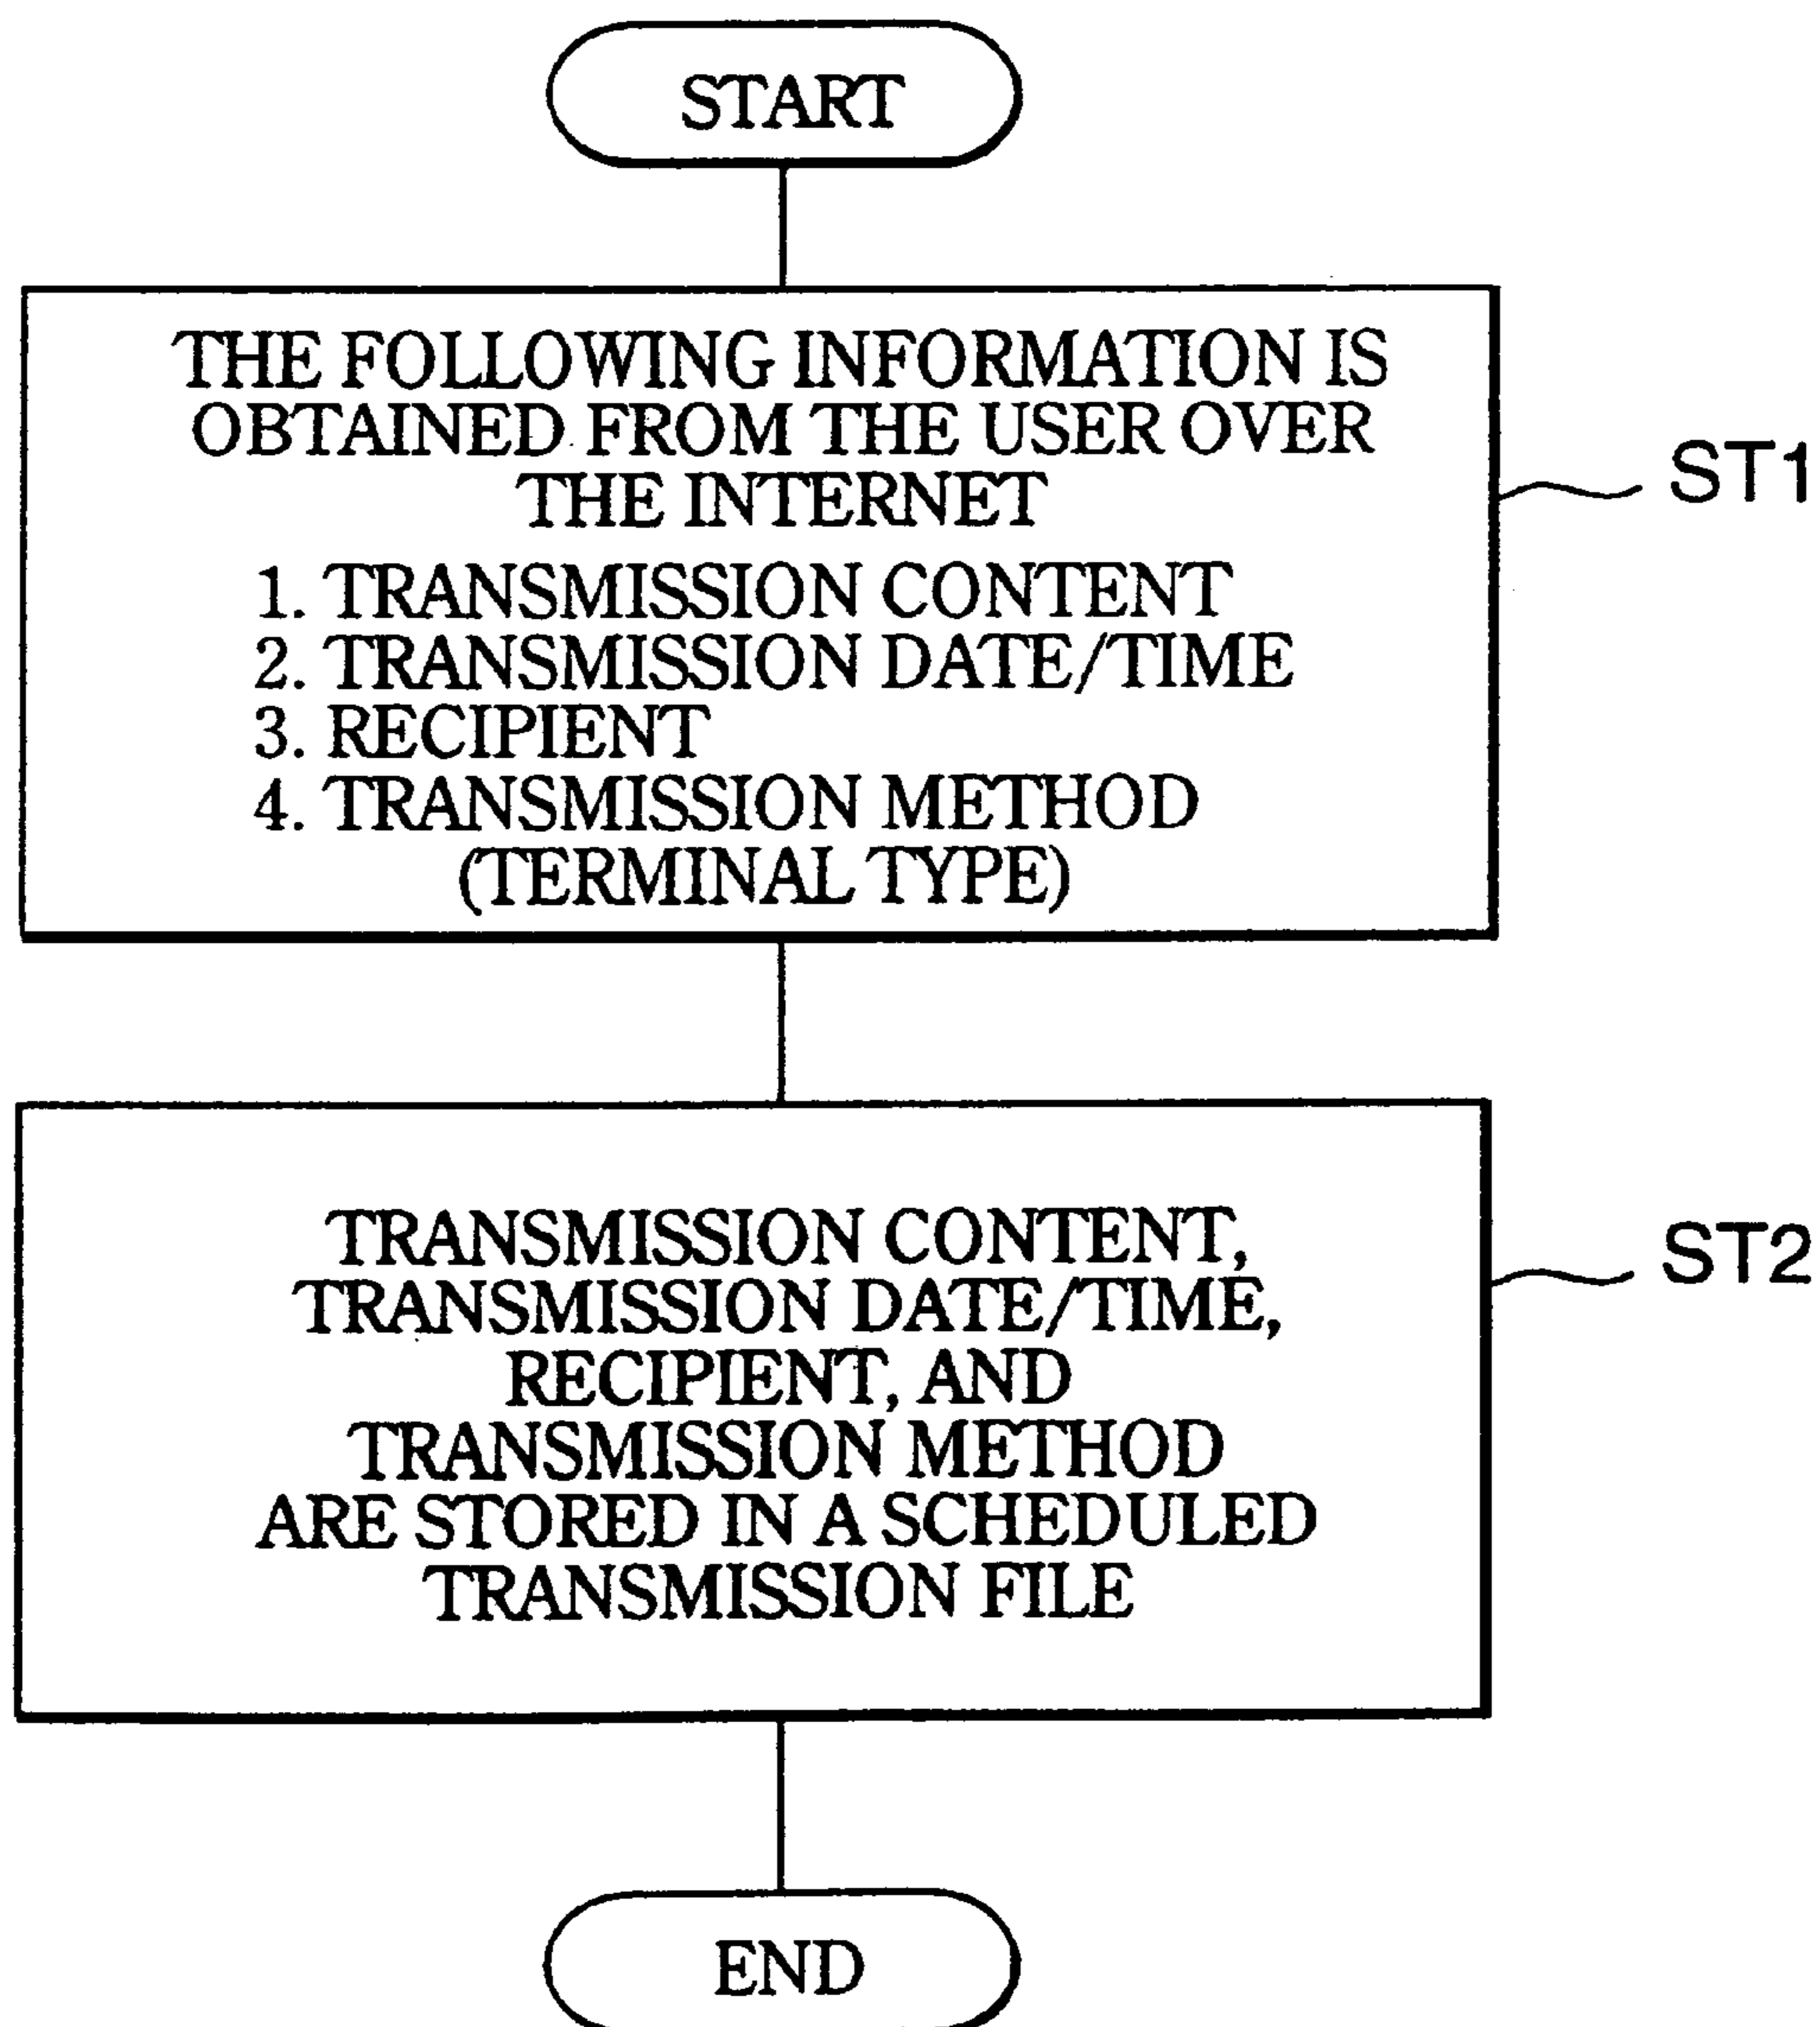 START
THE FOLLOWING INFORMATION IS
OBTAINED FROM THE USER OVER
THE INTERNET
1. TRANSMISSION CONTENT
2. TRANSMISSION DATE/TIME
3. RECIPIENT
4. TRANSMISSION METHOD
(TERMINAL TYPE)
ST1
TRANSMISSION CONTENT,
TRANSMISSION DATE/TIME,
RECIPIENT, AND
TRANSMISSION METHOD
ARE STORED IN A SCHEDULED
TRANSMISSION FILE
ST2
END